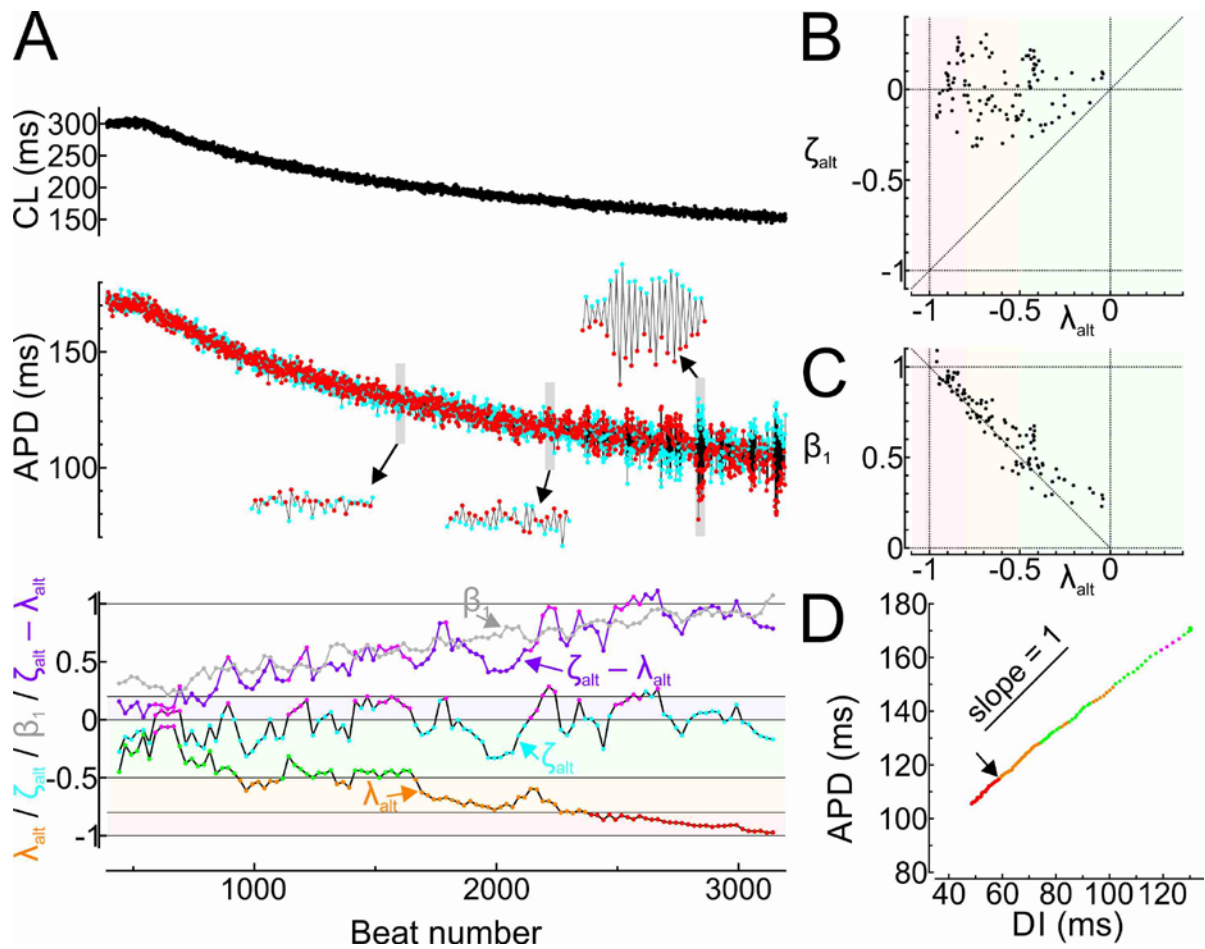 A
CL (ms)
300
250
200
150
APD (ms)
150
100
λalt / ζalt / β1 / ζalt – λalt
1
0.5
0
-0.5
-1
β1
ζalt – λalt
ζalt
λalt
1000
2000
3000
Beat number
B
ζalt
0
-0.5
-1
-1
-0.5
0
λalt
C
β1
1
0.5
0
-1
-0.5
0
λalt
D
APD (ms)
180
160
140
120
100
80
slope = 1
40
60
80
100
120
DI (ms)